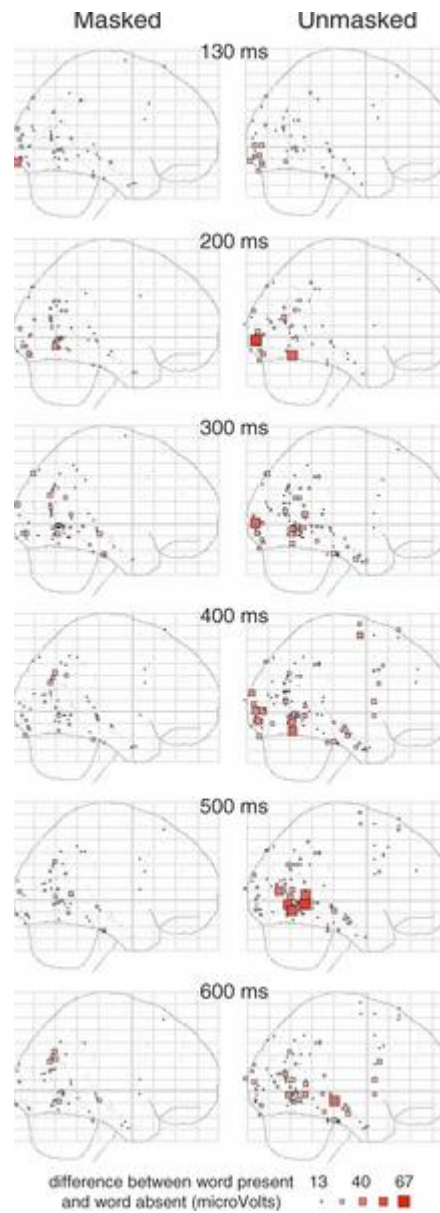 Masked Unmasked
130 ms
200 ms
300 ms
400 ms
500 ms
600 ms
difference between word present 13 40 67
and word absent (microVolts)